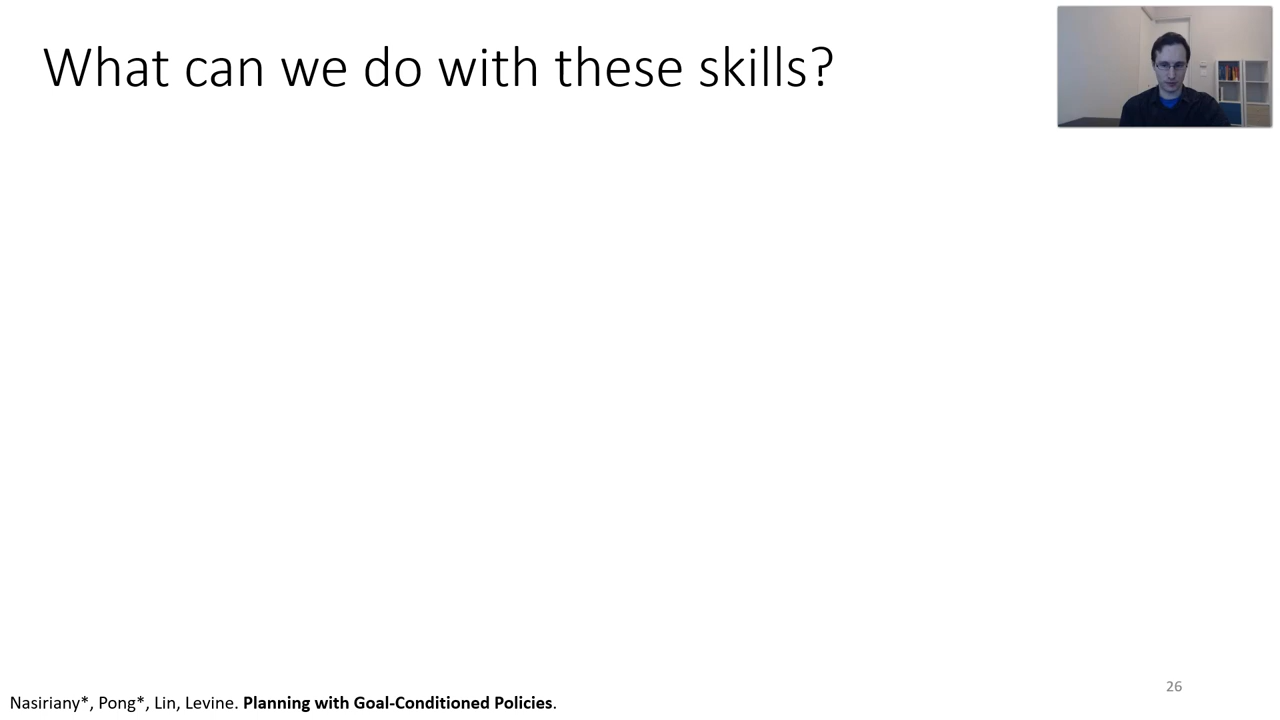 What can we do with these skills?
26
Nasiriany*, Pong*, Lin, Levine. Planning with Goal-Conditioned Policies.